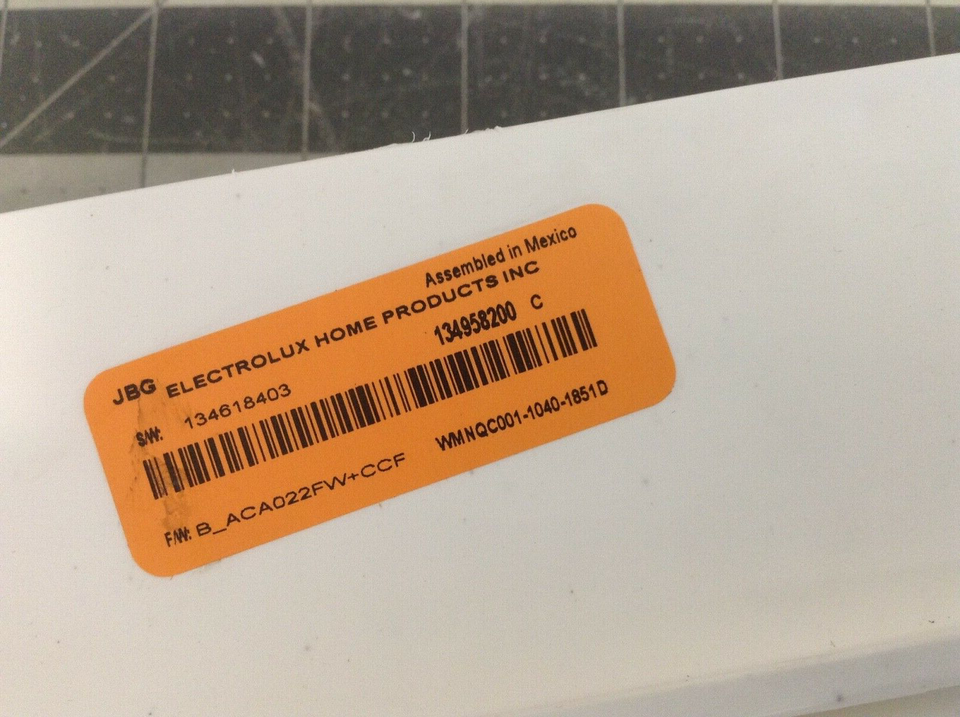 Assembled in Mexico
JBG ELECTROLUX HOME PRODUCTS INC
S/W: 134618403 134958200 C
F/W: B_ACA022FW+CCF WMNQC001-1040-1851D